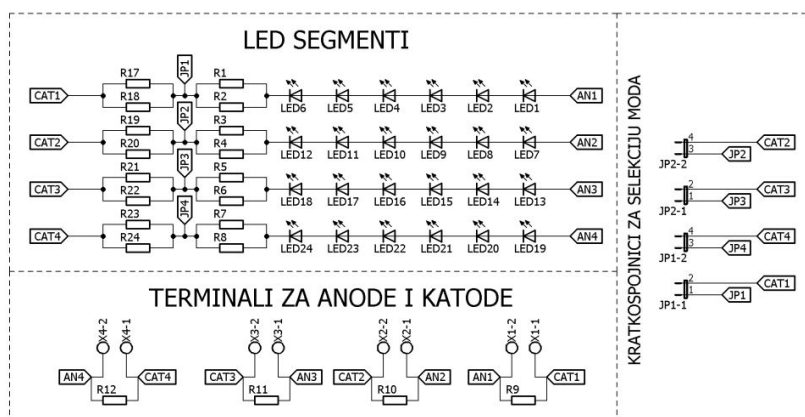 LED SEGMENTI
R17 JP1 R1
CAT1 AN1
R18 R2 LED6 LED5 LED4 LED3 LED2 LED1
R19 JP2 R3
CAT2 AN2
R20 R4 LED12 LED11 LED10 LED9 LED8 LED7
R21 JP3 R5
CAT3 AN3
R22 R6 LED18 LED17 LED16 LED15 LED14 LED13
R23 JP4 R7
CAT4 AN4
R24 R8 LED24 LED23 LED22 LED21 LED20 LED19
TERMINALI ZA ANODE I KATODE
X4-2 X4-1 X3-2 X3-1 X2-2 X2-1 X1-2 X1-1
AN4 CAT4 CAT3 AN3 CAT2 AN2 AN1 CAT1
R12 R11 R10 R9
KRATKOSPOJNICI ZA SELEKCIJU MODA
4 CAT2
3 JP2
JP2-2
2 CAT3
1 JP3
JP2-1
4 CAT4
3 JP4
JP1-2
2 CAT1
1 JP1
JP1-1